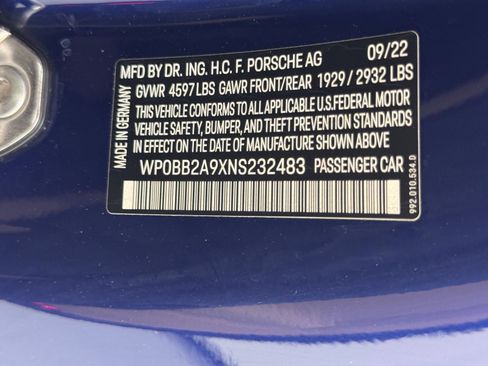 MFD BY DR. ING. H.C. F. PORSCHE AG 09/22
GVWR 4597 LBS GAWR FRONT/REAR 1929 / 2932 LBS
THIS VEHICLE CONFORMS TO ALL APPLICABLE U.S.FEDERAL MOTOR
VEHICLE SAFETY, BUMPER, AND THEFT PREVENTION STANDARDS
IN EFFECT ON THE DATE OF MANUFACTURE SHOWN ABOVE.
WP0BB2A9XNS232483 PASSENGER CAR
MADE IN GERMANY
992.010.534.D